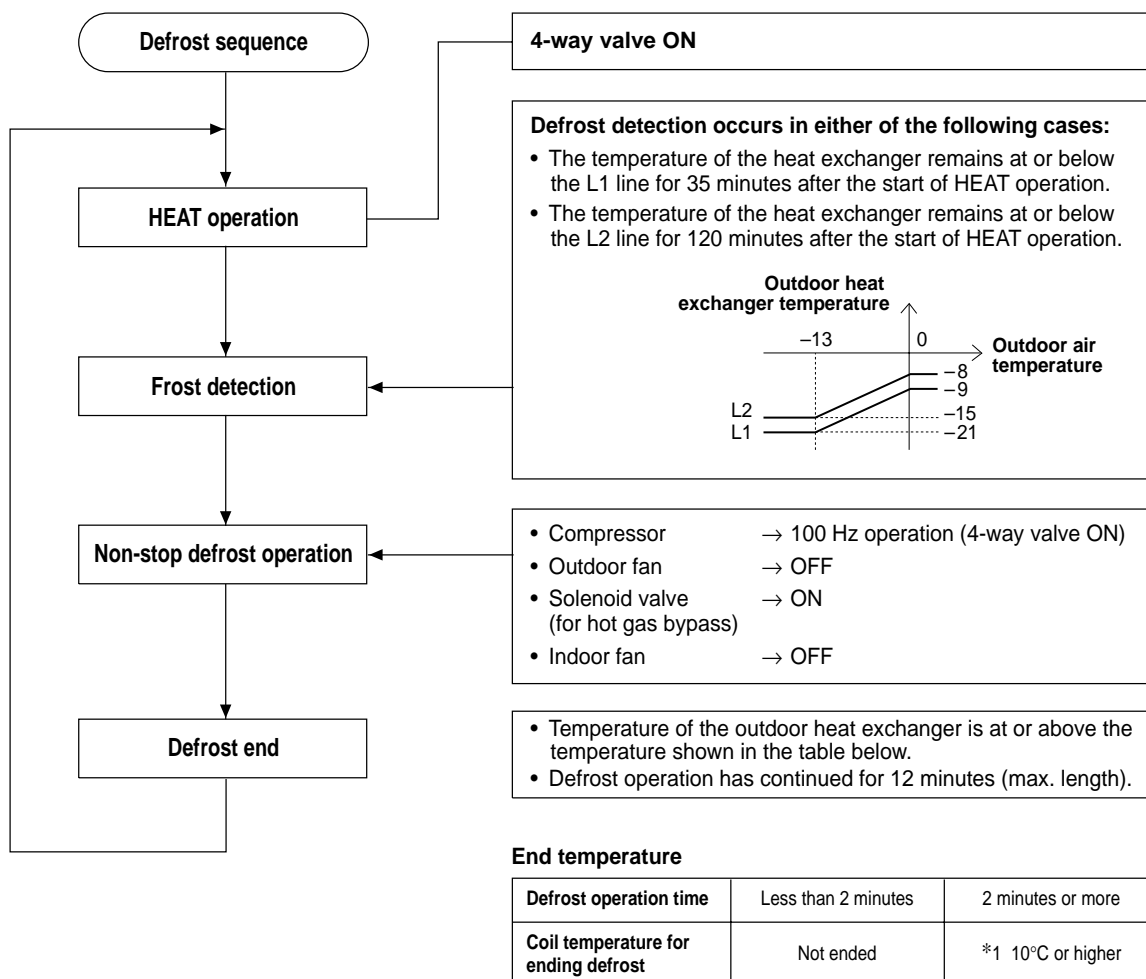 Defrost sequence
4-way valve ON
HEAT operation
Defrost detection occurs in either of the following cases:
• The temperature of the heat exchanger remains at or below
the L1 line for 35 minutes after the start of HEAT operation.
• The temperature of the heat exchanger remains at or below
the L2 line for 120 minutes after the start of HEAT operation.
Outdoor heat
exchanger temperature
–13
0
Outdoor air
temperature
–8
–9
L2
–15
L1
–21
Frost detection
Non-stop defrost operation
• Compressor → 100 Hz operation (4-way valve ON)
• Outdoor fan → OFF
• Solenoid valve → ON
(for hot gas bypass)
• Indoor fan → OFF
Defrost end
• Temperature of the outdoor heat exchanger is at or above the
temperature shown in the table below.
• Defrost operation has continued for 12 minutes (max. length).
End temperature
Defrost operation time Less than 2 minutes 2 minutes or more
Coil temperature for
ending defrost Not ended *1 10°C or higher